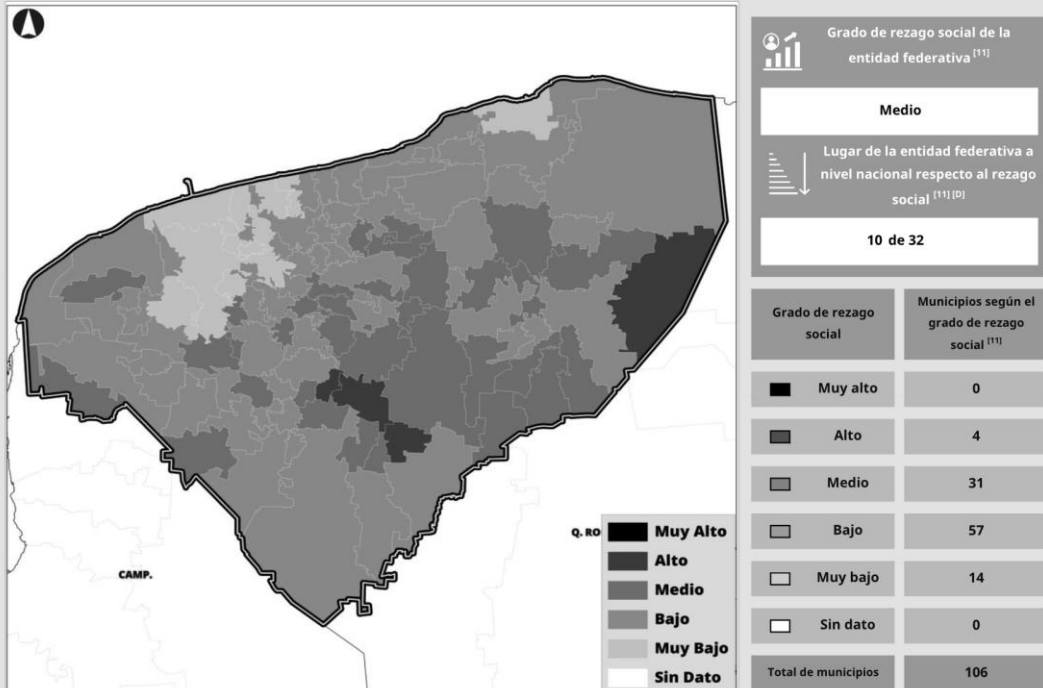 Grado de rezago social de la
entidad federativa [11]
Medio
Lugar de la entidad federativa a
nivel nacional respecto al rezago
social [11] [D]
10 de 32
Grado de rezago
social
Municipios según el
grado de rezago
social [11]
Muy alto
0
Alto
4
Medio
31
Bajo
57
Muy bajo
14
Sin dato
0
Total de municipios
106
CAMP.
Q. RO
Muy Alto
Alto
Medio
Bajo
Muy Bajo
Sin Dato